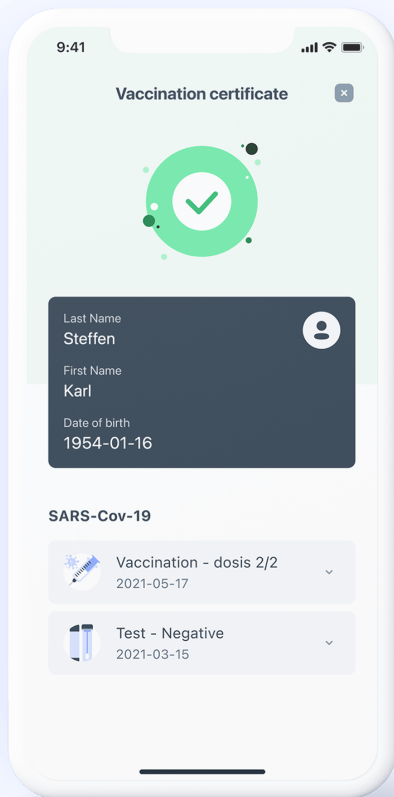 9:41
Vaccination certificate
Last Name
Steffen
First Name
Karl
Date of birth
1954-01-16
SARS-Cov-19
Vaccination - dosis 2/2
2021-05-17
Test - Negative
2021-03-15